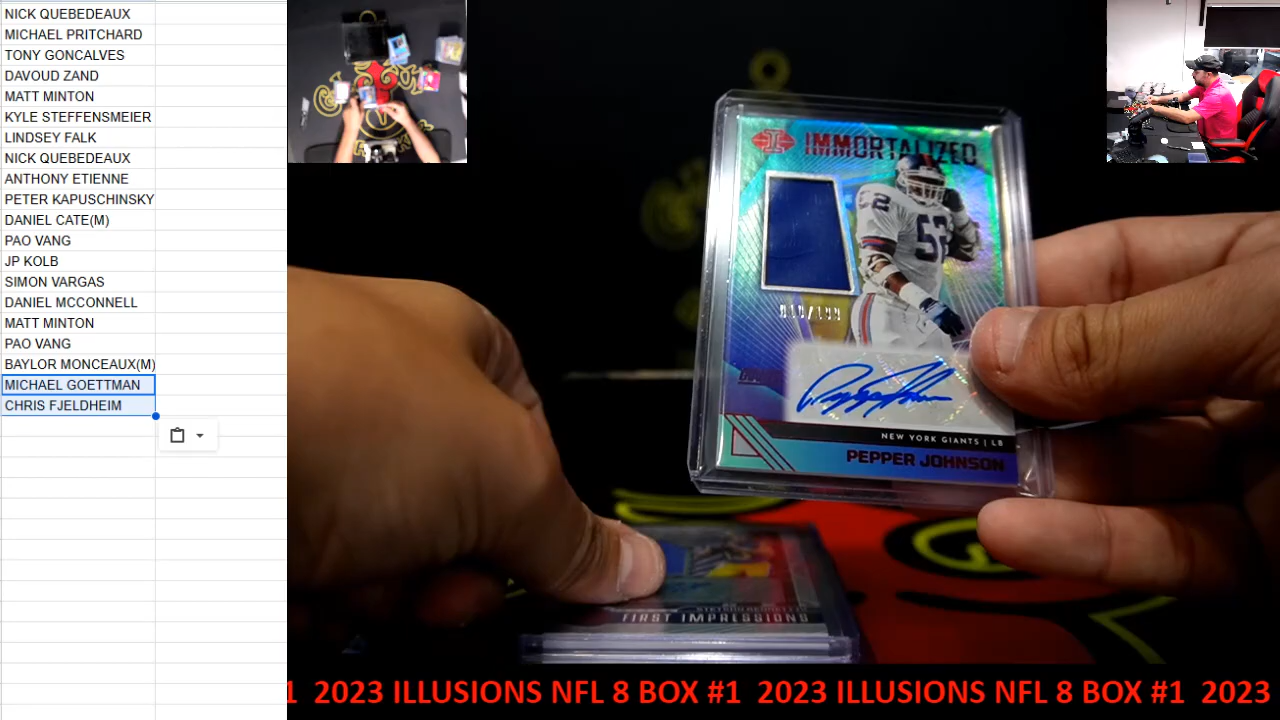 NICK QUEBEDEAUX
MICHAEL PRITCHARD
TONY GONCALVES
DAVOUD ZAND
MATT MINTON
KYLE STEFFENSMEIER
LINDSEY FALK
NICK QUEBEDEAUX
ANTHONY ETIENNE
PETER KAPUSCHINSKY
DANIEL CATE(M)
PAO VANG
JP KOLB
SIMON VARGAS
DANIEL MCCONNELL
MATT MINTON
PAO VANG
BAYLOR MONCEAUX(M)
MICHAEL GOETTMAN
CHRIS FJELDHEIM
IMMORTALIZED
52
NEW YORK GIANTS | LB
PEPPER JOHNSON
FIRST IMPRESSIONS
1 2023 ILLUSIONS NFL 8 BOX #1 2023 ILLUSIONS NFL 8 BOX #1 2023